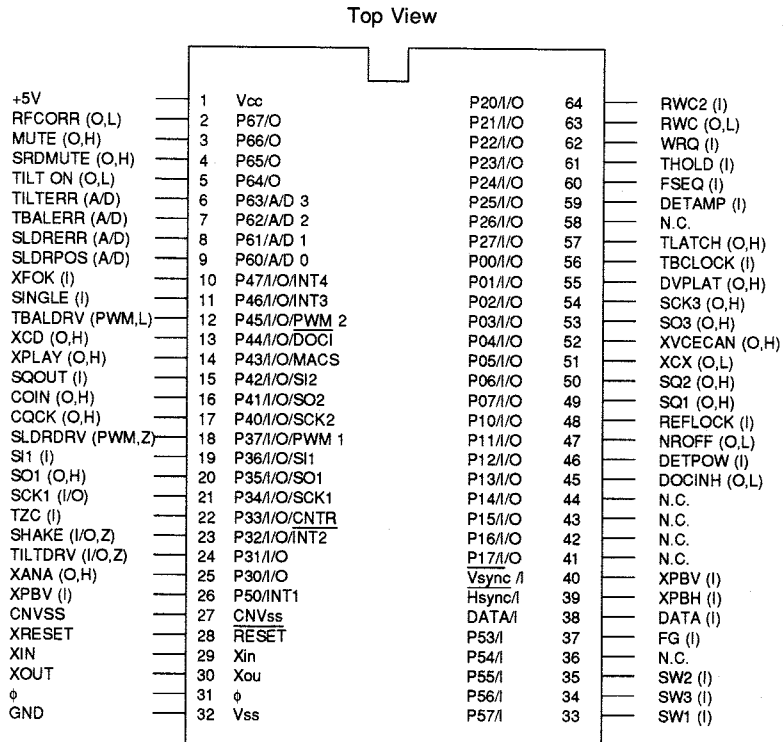 Top View
+5V 1 Vcc P20/I/O 64 RWC2 (I)
RFCORR (O,L) 2 P67/O P21/I/O 63 RWC (O,L)
MUTE (O,H) 3 P66/O P22/I/O 62 WRQ (I)
SRDMUTE (O,H) 4 P65/O P23/I/O 61 THOLD (I)
TILT ON (O,L) 5 P64/O P24/I/O 60 FSEQ (I)
TILTERR (A/D) 6 P63/A/D 3 P25/I/O 59 DETAMP (I)
TBALERR (A/D) 7 P62/A/D 2 P26/I/O 58 N.C.
SLDRERR (A/D) 8 P61/A/D 1 P27/I/O 57 TLATCH (O,H)
SLDRPOS (A/D) 9 P60/A/D 0 P00/I/O 56 TBCLOCK (I)
XFOK (I) 10 P47/I/O/INT4 P01/I/O 55 DVPLAT (O,H)
SINGLE (I) 11 P46/I/O/INT3 P02/I/O 54 SCK3 (O,H)
TBALDRV (PWM,L) 12 P45/I/O/PWM 2 P03/I/O 53 SO3 (O,H)
XCD (O,H) 13 P44/I/O/DOCI P04/I/O 52 XVCECAN (O,H)
XPLAY (O,H) 14 P43/I/O/MACS P05/I/O 51 XCX (O,L)
SQOUT (I) 15 P42/I/O/SI2 P06/I/O 50 SQ2 (O,H)
COIN (O,H) 16 P41/I/O/SO2 P07/I/O 49 SQ1 (O,H)
CQCK (O,H) 17 P40/I/O/SCK2 P10/I/O 48 REFLOCK (I)
SLDRDRV (PWM,Z) 18 P37/I/O/PWM 1 P11/I/O 47 NROFF (O,L)
SI1 (I) 19 P36/I/O/SI1 P12/I/O 46 DETPOW (I)
SO1 (O,H) 20 P35/I/O/SO1 P13/I/O 45 DOCINH (O,L)
SCK1 (I/O) 21 P34/I/O/SCK1 P14/I/O 44 N.C.
TZC (I) 22 P33/I/O/CNTR P15/I/O 43 N.C.
SHAKE (I/O,Z) 23 P32/I/O/INT2 P16/I/O 42 N.C.
TILTDRV (I/O,Z) 24 P31/I/O P17/I/O 41 N.C.
XANA (O,H) 25 P30/I/O Vsync /I 40 XPBV (I)
XPBV (I) 26 P50/INT1 Hsync/I 39 XPBH (I)
CNVSS 27 CNVss DATA/I 38 DATA (I)
XRESET 28 RESET P53/I 37 FG (I)
XIN 29 Xin P54/I 36 N.C.
XOUT 30 Xou P55/I 35 SW2 (I)
ϕ 31 ϕ P56/I 34 SW3 (I)
GND 32 Vss P57/I 33 SW1 (I)